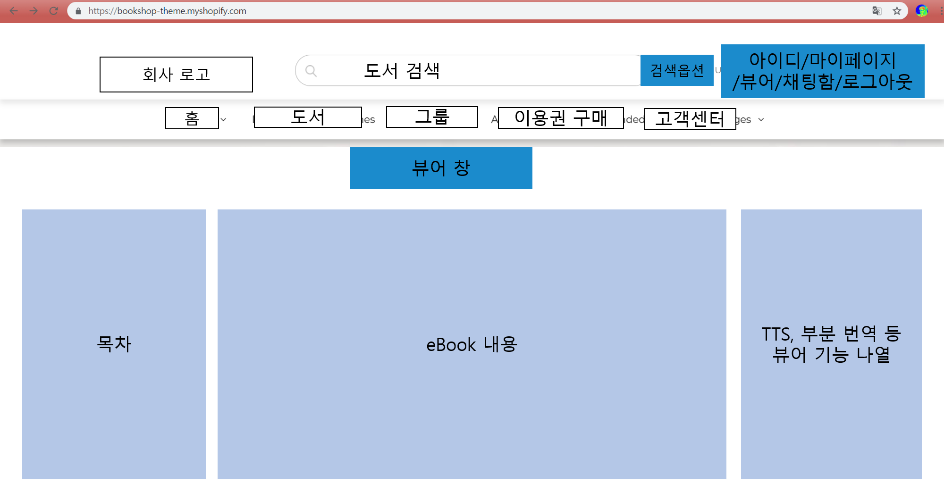 https://bookshop-theme.myshopify.com
회사 로고
도서 검색
검색옵션
아이디/마이페이지
/뷰어/채팅함/로그아웃
홈
도서
그룹
이용권 구매
고객센터
뷰어 창
목차
eBook 내용
TTS, 부분 번역 등
뷰어 기능 나열